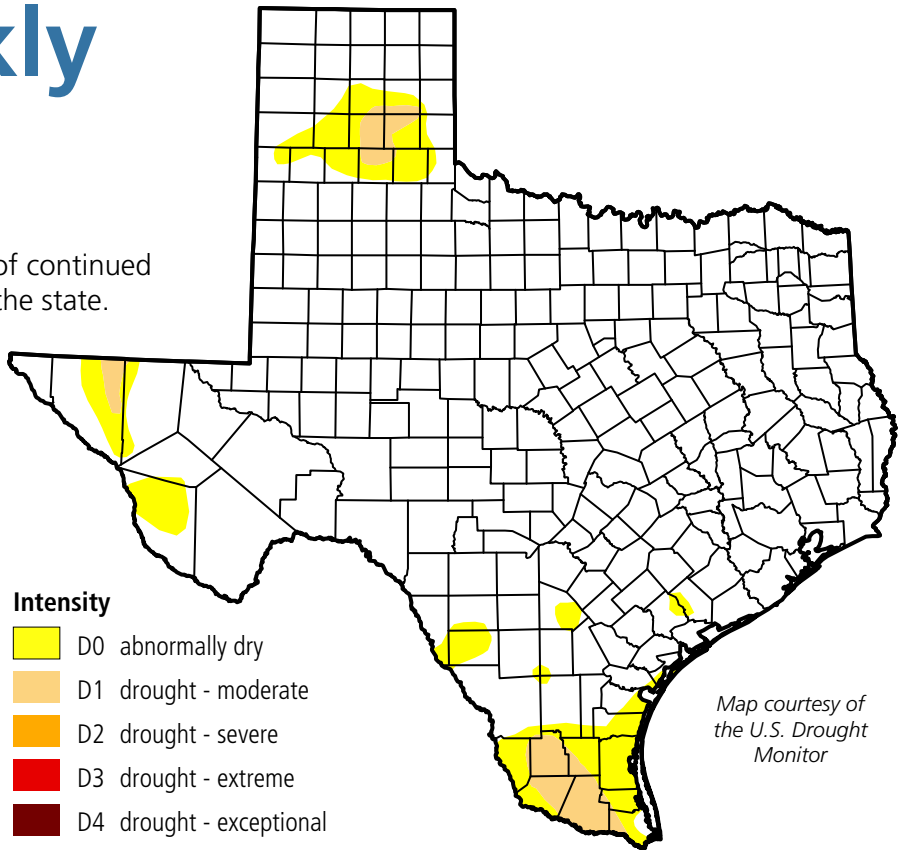 kly
of continued
the state.
Intensity
D0 abnormally dry
D1 drought - moderate
D2 drought - severe
D3 drought - extreme
D4 drought - exceptional
Map courtesy of
the U.S. Drought
Monitor